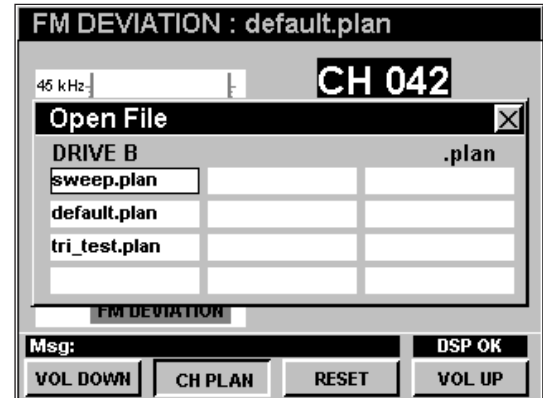 FM DEVIATION : default.plan
45 kHz
CH 042
Open File
DRIVE B .plan
sweep.plan
default.plan
tri_test.plan
FM DEVIATION
Msg: DSP OK
VOL DOWN CH PLAN RESET VOL UP